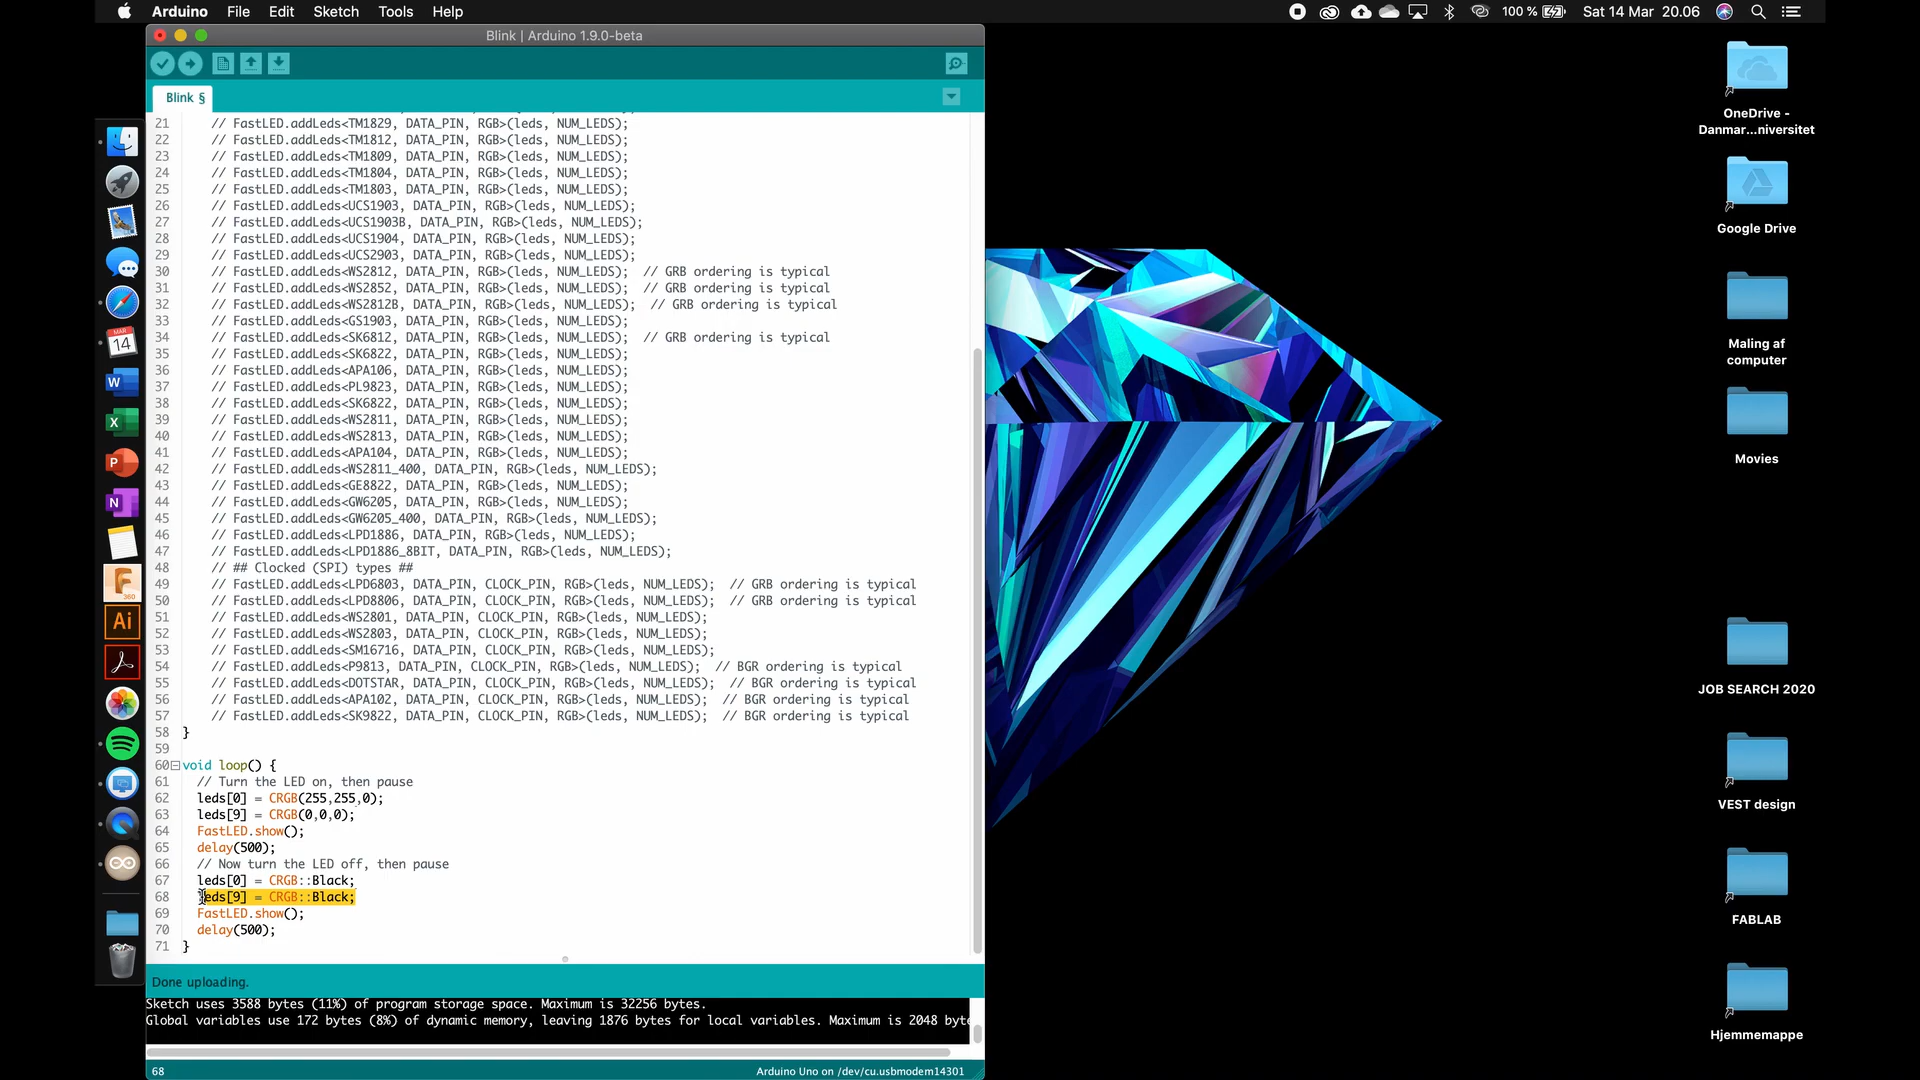 Arduino File Edit Sketch Tools Help
100 % Sat 14 Mar 20.06
Blink | Arduino 1.9.0-beta
Blink §
21 // FastLED.addLeds<TM1829, DATA_PIN, RGB>(leds, NUM_LEDS);
22 // FastLED.addLeds<TM1812, DATA_PIN, RGB>(leds, NUM_LEDS);
23 // FastLED.addLeds<TM1809, DATA_PIN, RGB>(leds, NUM_LEDS);
24 // FastLED.addLeds<TM1804, DATA_PIN, RGB>(leds, NUM_LEDS);
25 // FastLED.addLeds<TM1803, DATA_PIN, RGB>(leds, NUM_LEDS);
26 // FastLED.addLeds<UCS1903, DATA_PIN, RGB>(leds, NUM_LEDS);
27 // FastLED.addLeds<UCS1903B, DATA_PIN, RGB>(leds, NUM_LEDS);
28 // FastLED.addLeds<UCS1904, DATA_PIN, RGB>(leds, NUM_LEDS);
29 // FastLED.addLeds<UCS2903, DATA_PIN, RGB>(leds, NUM_LEDS);
30 // FastLED.addLeds<WS2812, DATA_PIN, RGB>(leds, NUM_LEDS); // GRB ordering is typical
31 // FastLED.addLeds<WS2852, DATA_PIN, RGB>(leds, NUM_LEDS); // GRB ordering is typical
32 // FastLED.addLeds<WS2812B, DATA_PIN, RGB>(leds, NUM_LEDS); // GRB ordering is typical
33 // FastLED.addLeds<GS1903, DATA_PIN, RGB>(leds, NUM_LEDS);
34 // FastLED.addLeds<SK6812, DATA_PIN, RGB>(leds, NUM_LEDS); // GRB ordering is typical
35 // FastLED.addLeds<SK6822, DATA_PIN, RGB>(leds, NUM_LEDS);
36 // FastLED.addLeds<APA106, DATA_PIN, RGB>(leds, NUM_LEDS);
37 // FastLED.addLeds<PL9823, DATA_PIN, RGB>(leds, NUM_LEDS);
38 // FastLED.addLeds<SK6822, DATA_PIN, RGB>(leds, NUM_LEDS);
39 // FastLED.addLeds<WS2811, DATA_PIN, RGB>(leds, NUM_LEDS);
40 // FastLED.addLeds<WS2813, DATA_PIN, RGB>(leds, NUM_LEDS);
41 // FastLED.addLeds<APA104, DATA_PIN, RGB>(leds, NUM_LEDS);
42 // FastLED.addLeds<WS2811_400, DATA_PIN, RGB>(leds, NUM_LEDS);
43 // FastLED.addLeds<GE8822, DATA_PIN, RGB>(leds, NUM_LEDS);
44 // FastLED.addLeds<GW6205, DATA_PIN, RGB>(leds, NUM_LEDS);
45 // FastLED.addLeds<GW6205_400, DATA_PIN, RGB>(leds, NUM_LEDS);
46 // FastLED.addLeds<LPD1886, DATA_PIN, RGB>(leds, NUM_LEDS);
47 // FastLED.addLeds<LPD1886_8BIT, DATA_PIN, RGB>(leds, NUM_LEDS);
48 // ## Clocked (SPI) types ##
49 // FastLED.addLeds<LPD6803, DATA_PIN, CLOCK_PIN, RGB>(leds, NUM_LEDS); // GRB ordering is typical
50 // FastLED.addLeds<LPD8806, DATA_PIN, CLOCK_PIN, RGB>(leds, NUM_LEDS); // GRB ordering is typical
51 // FastLED.addLeds<WS2801, DATA_PIN, CLOCK_PIN, RGB>(leds, NUM_LEDS);
52 // FastLED.addLeds<WS2803, DATA_PIN, CLOCK_PIN, RGB>(leds, NUM_LEDS);
53 // FastLED.addLeds<SM16716, DATA_PIN, CLOCK_PIN, RGB>(leds, NUM_LEDS);
54 // FastLED.addLeds<P9813, DATA_PIN, CLOCK_PIN, RGB>(leds, NUM_LEDS); // BGR ordering is typical
55 // FastLED.addLeds<DOTSTAR, DATA_PIN, CLOCK_PIN, RGB>(leds, NUM_LEDS); // BGR ordering is typical
56 // FastLED.addLeds<APA102, DATA_PIN, CLOCK_PIN, RGB>(leds, NUM_LEDS); // BGR ordering is typical
57 // FastLED.addLeds<SK9822, DATA_PIN, CLOCK_PIN, RGB>(leds, NUM_LEDS); // BGR ordering is typical
58 }
59
60 void loop() {
61 // Turn the LED on, then pause
62 leds[0] = CRGB(255,255,0);
63 leds[9] = CRGB(0,0,0);
64 FastLED.show();
65 delay(500);
66 // Now turn the LED off, then pause
67 leds[0] = CRGB::Black;
68 leds[9] = CRGB::Black;
69 FastLED.show();
70 delay(500);
71 }
Done uploading.
Sketch uses 3588 bytes (11%) of program storage space. Maximum is 32256 bytes.
Global variables use 172 bytes (8%) of dynamic memory, leaving 1876 bytes for local variables. Maximum is 2048 byte
68 Arduino Uno on /dev/cu.usbmodem14301
MAR
14
W
X
P
N
F
360
Ai
OneDrive -
Danmar...niversitet
Google Drive
Maling af
computer
Movies
JOB SEARCH 2020
VEST design
FABLAB
Hjemmemappe